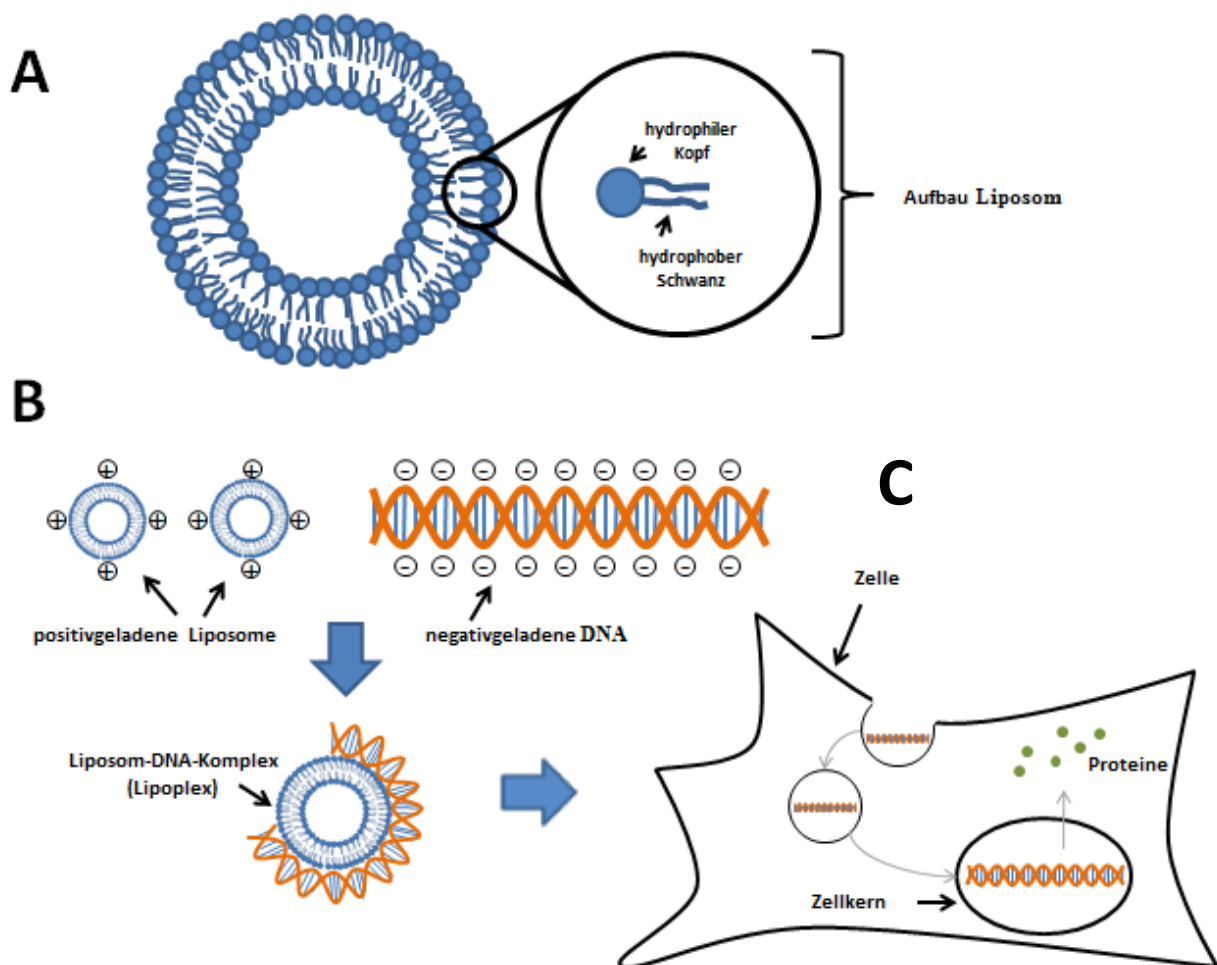 A
hydrophiler
Kopf
hydrophober
Schwanz
Aufbau Liposom
B
+ + + + + + + +
- - - - - - - - -
- - - - - - - - -
positivgeladene Liposome
negativgeladene DNA
Liposom-DNA-Komplex
(Lipoplex)
C
Zelle
Proteine
Zellkern